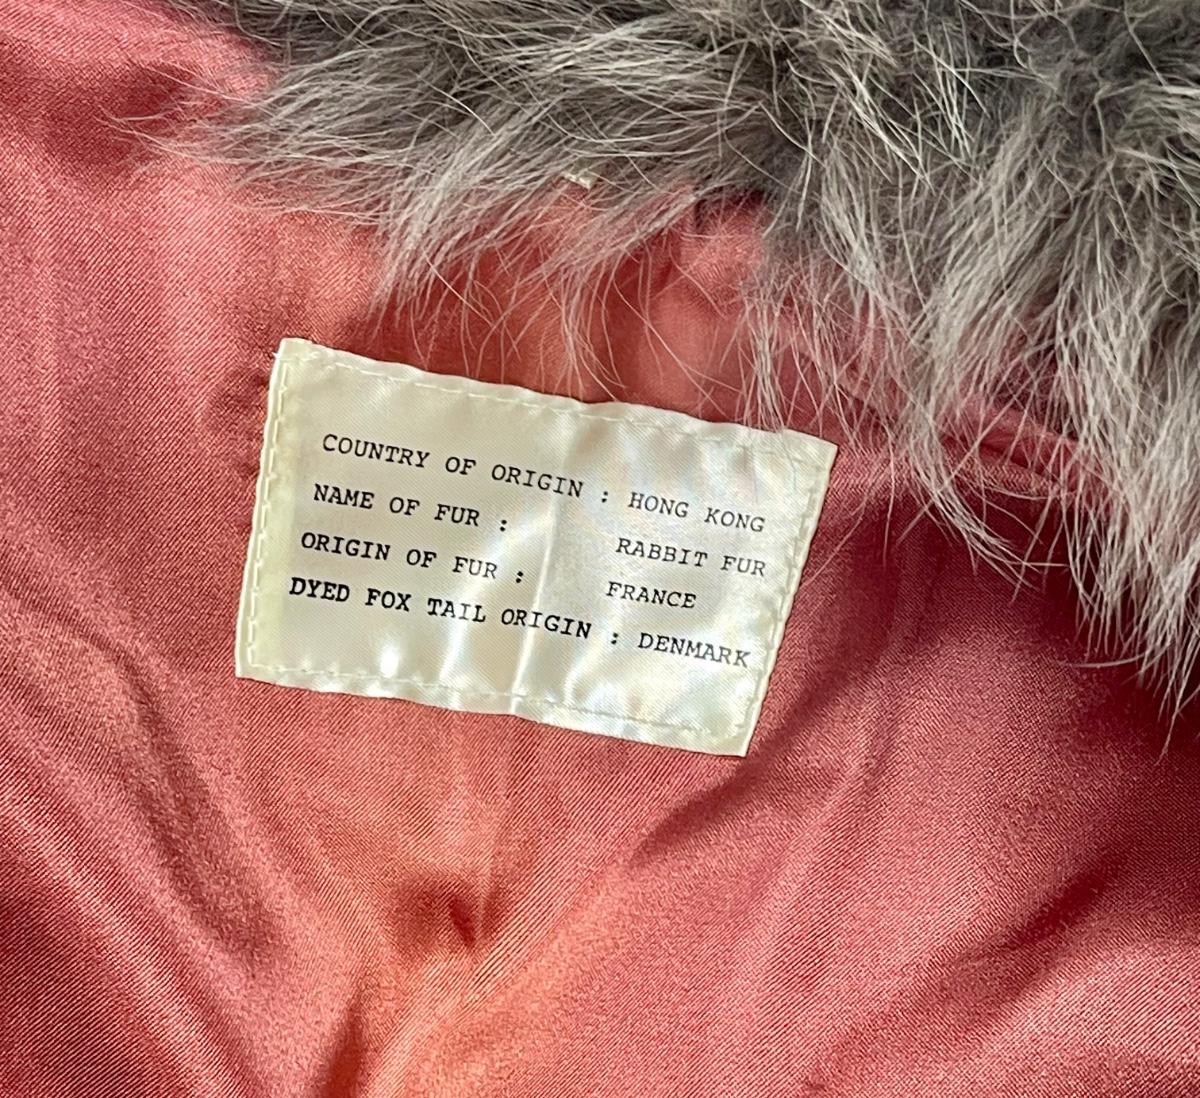 COUNTRY OF ORIGIN : HONG KONG
NAME OF FUR : RABBIT FUR
ORIGIN OF FUR : FRANCE
DYED FOX TAIL ORIGIN : DENMARK